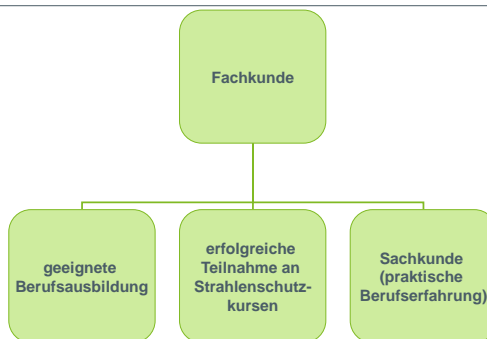 Fachkunde
geeignete
Berufsausbildung
erfolgreiche
Teilnahme an
Strahlenschutz-
kursen
Sachkunde
(praktische
Berufserfahrung)